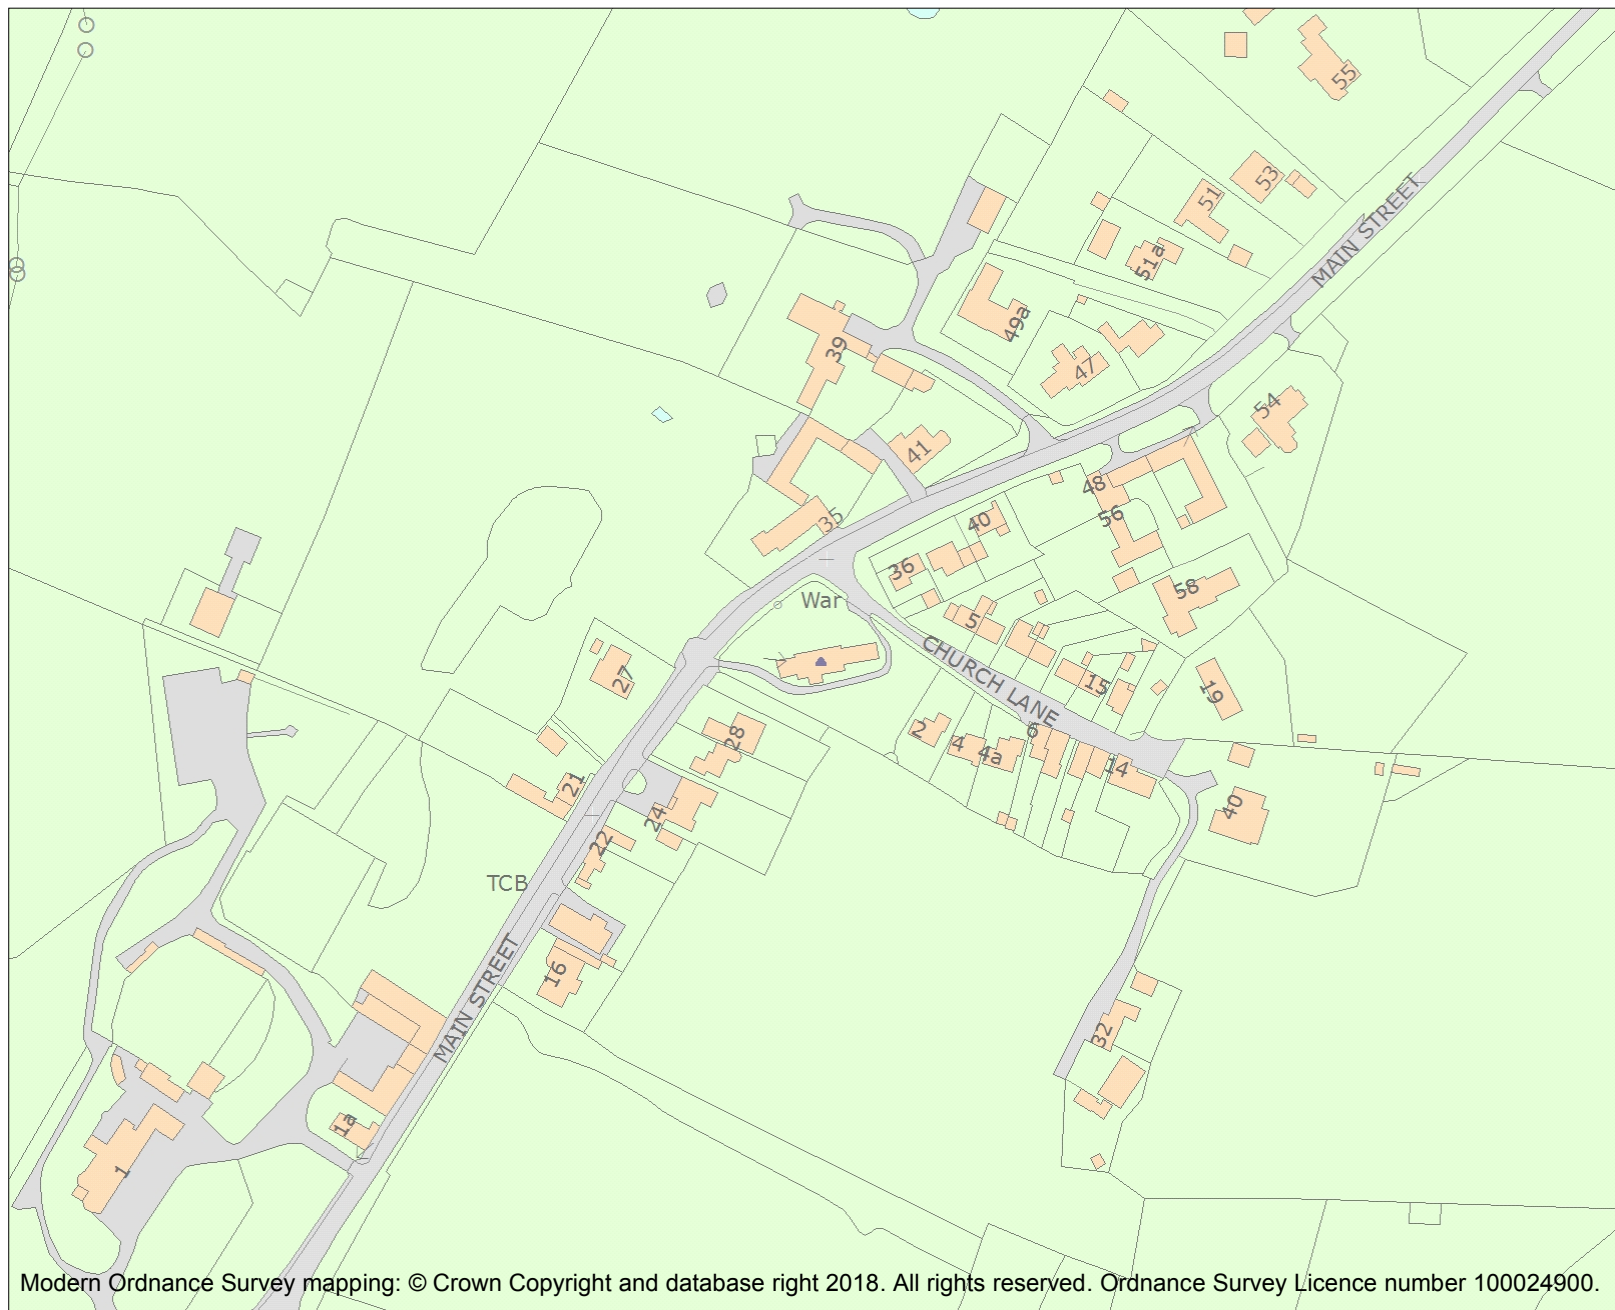 55
53
51
MAIN STREET
51a
49a
39
47
54
41
48
35
40
56
36
58
War
5
CHURCH LANE
27
15
19
2
28
6
4
4a
14
21
40
24
22
TCB
MAIN STREET
16
32
1a
1
Modern Ordnance Survey mapping: © Crown Copyright and database right 2018. All rights reserved. Ordnance Survey Licence number 100024900.